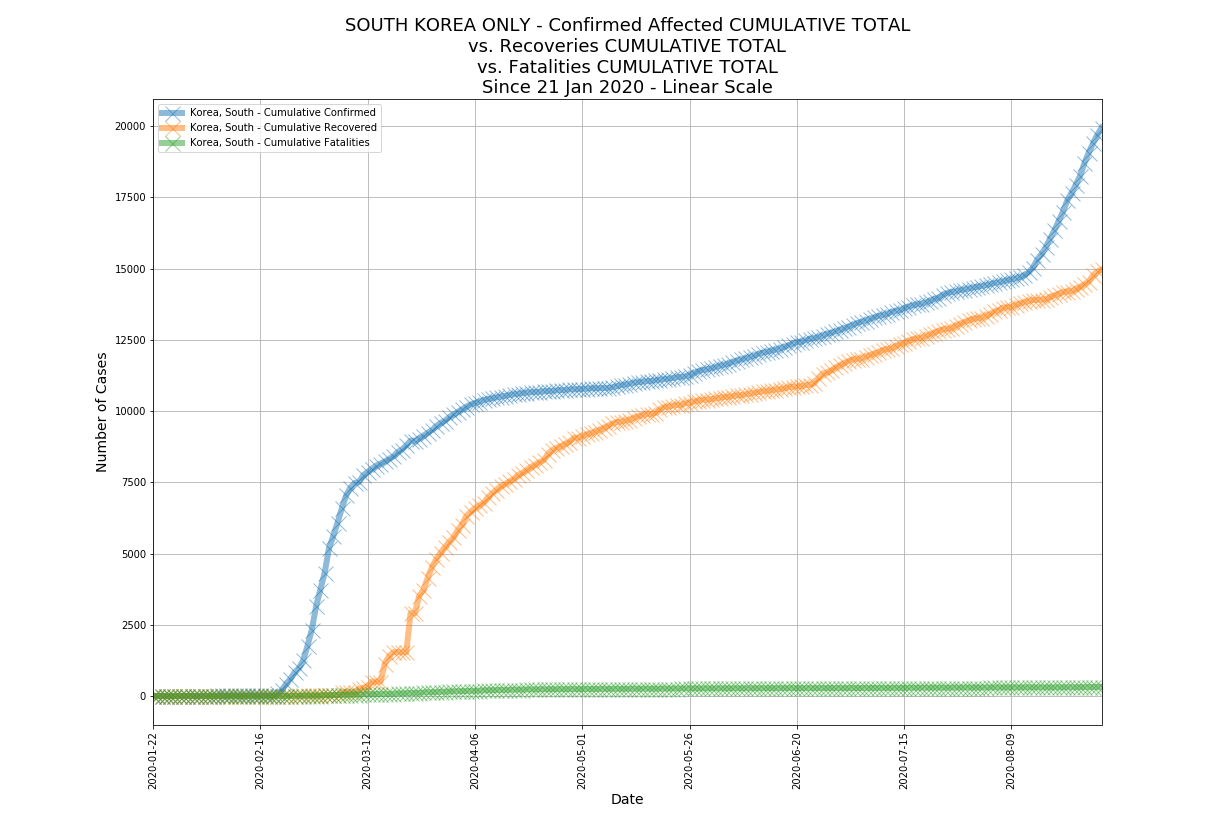 SOUTH KOREA ONLY - Confirmed Affected CUMULATIVE TOTAL
vs. Recoveries CUMULATIVE TOTAL
vs. Fatalities CUMULATIVE TOTAL
Since 21 Jan 2020 - Linear Scale
Korea, South - Cumulative Confirmed
Korea, South - Cumulative Recovered
Korea, South - Cumulative Fatalities
Number of Cases
20000
17500
15000
12500
10000
7500
5000
2500
0
2020-01-22
2020-02-16
2020-03-12
2020-04-06
2020-05-01
2020-05-26
2020-06-20
2020-07-15
2020-08-09
Date